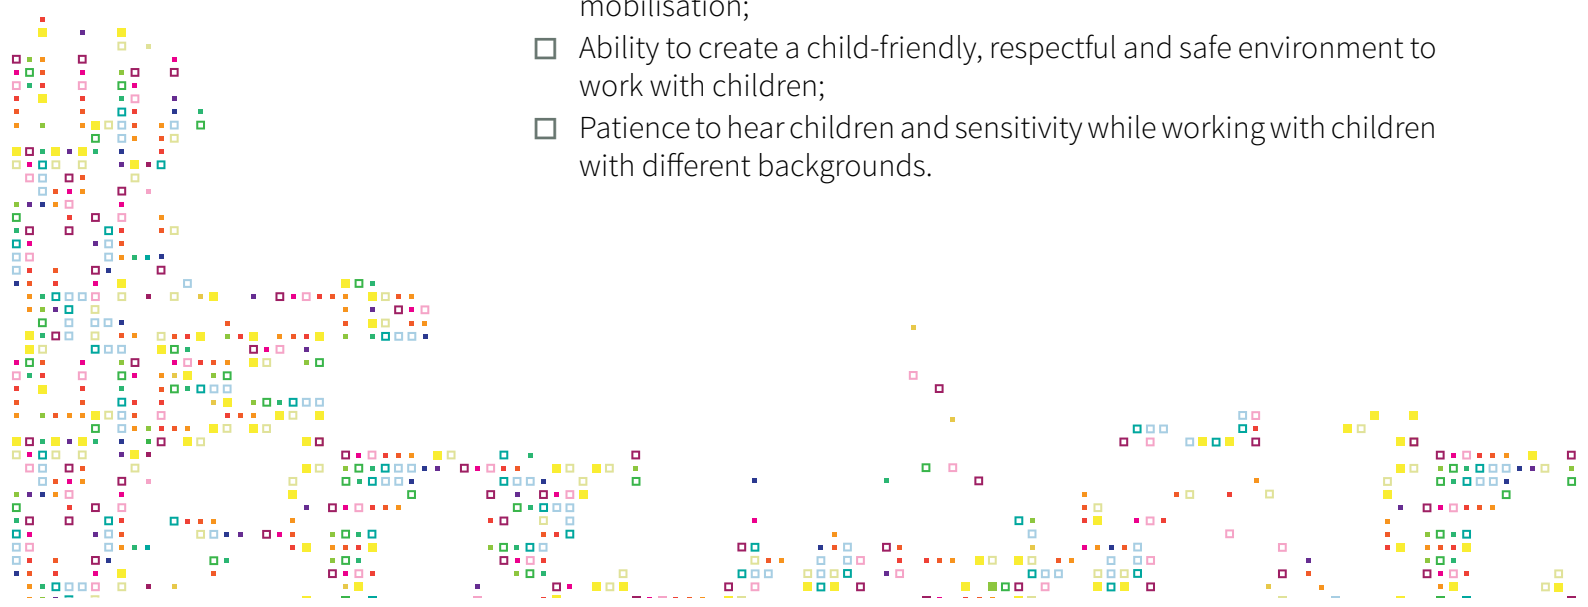 mobilisation;
Ability to create a child-friendly, respectful and safe environment to
work with children;
Patience to hear children and sensitivity while working with children
with different backgrounds.